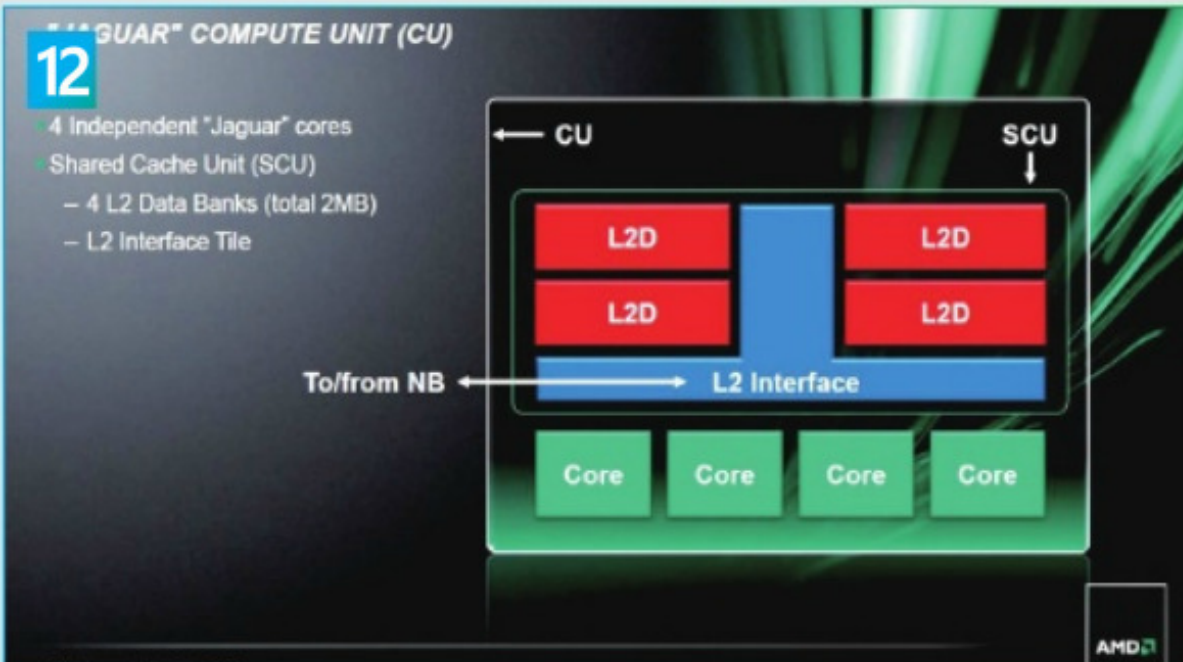 "JAGUAR" COMPUTE UNIT (CU)
12
4 Independent "Jaguar" cores
Shared Cache Unit (SCU)
– 4 L2 Data Banks (total 2MB)
– L2 Interface Tile
CU
SCU
L2D
L2D
L2D
L2D
To/from NB
L2 Interface
Core
Core
Core
Core
AMD